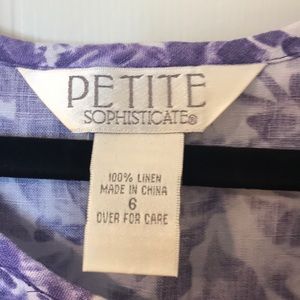 PETITE
SOPHISTICATE®
100% LINEN
MADE IN CHINA
6
OVER FOR CARE